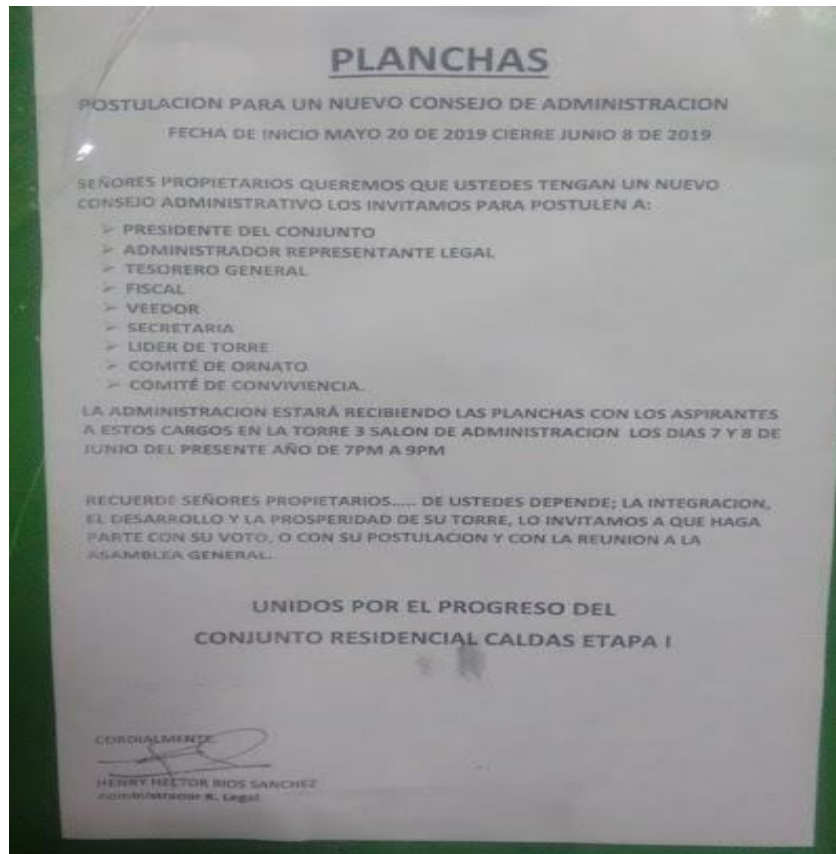 PLANCHAS
POSTULACION PARA UN NUEVO CONSEJO DE ADMINISTRACION
FECHA DE INICIO MAYO 20 DE 2019 CIERRE JUNIO 8 DE 2019
SEÑORES PROPIETARIOS QUEREMOS QUE USTEDES TENGAN UN NUEVO
CONSEJO ADMINISTRATIVO LOS INVITAMOS PARA POSTULEN A:
➢ PRESIDENTE DEL CONJUNTO
➢ ADMINISTRADOR REPRESENTANTE LEGAL
➢ TESORERO GENERAL
➢ FISCAL
➢ VEEDOR
➢ SECRETARIA
➢ LIDER DE TORRE
➢ COMITÉ DE ORNATO
➢ COMITÉ DE CONVIVIENCIA.
LA ADMINISTRACION ESTARÁ RECIBIENDO LAS PLANCHAS CON LOS ASPIRANTES
A ESTOS CARGOS EN LA TORRE 3 SALON DE ADMINISTRACION LOS DIAS 7 Y 8 DE
JUNIO DEL PRESENTE AÑO DE 7PM A 9PM
RECUERDE SEÑORES PROPIETARIOS..... DE USTEDES DEPENDE; LA INTEGRACION,
EL DESARROLLO Y LA PROSPERIDAD DE SU TORRE, LO INVITAMOS A QUE HAGA
PARTE CON SU VOTO, O CON SU POSTULACION Y CON LA REUNION A LA
ASAMBLEA GENERAL.
UNIDOS POR EL PROGRESO DEL
CONJUNTO RESIDENCIAL CALDAS ETAPA I
CORDIALMENTE
HENRY HECTOR RIOS SANCHEZ
Administrador R. Legal